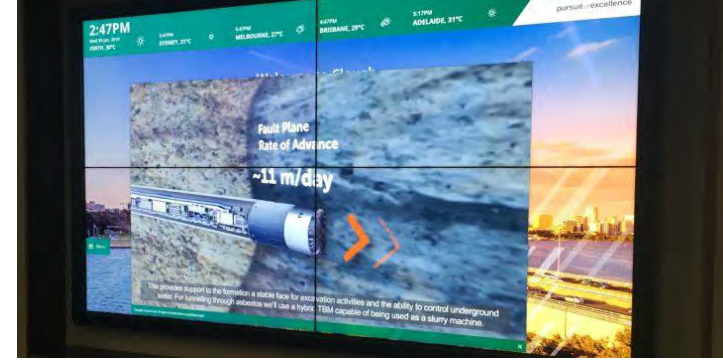 2:47PM
PERTH, 30°C
5:47PM
SYDNEY, 31°C
5:47PM
MELBOURNE, 27°C
4:47PM
BRISBANE, 29°C
5:17PM
ADELAIDE, 31°C
pursuit of excellence
Fault Plane
Rate of Advance
~11 m/day
Menu
This provides support to the formation a stable face for excavation activities and the ability to control underground
water. For tunneling through asbestos we'll use a hybrid TBM capable of being used as a slurry machine.